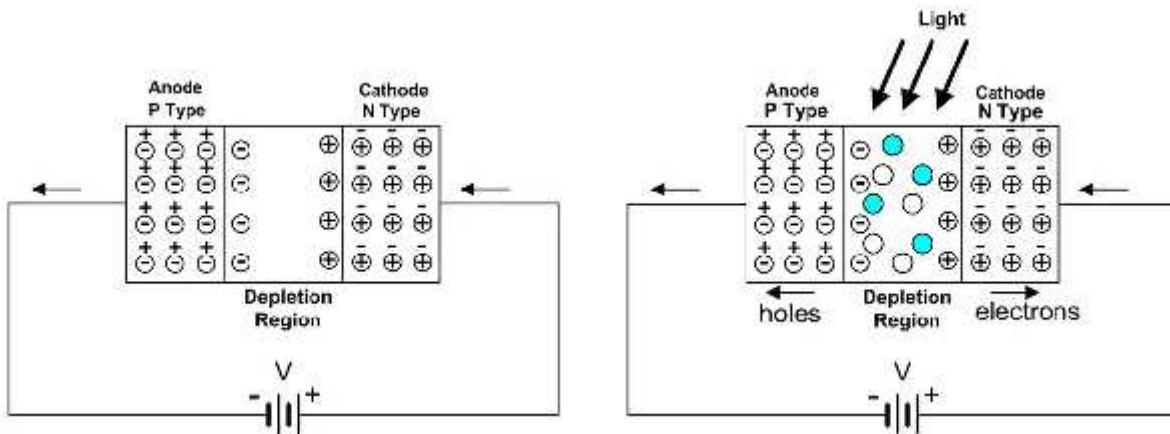 Anode
P Type
Cathode
N Type
Depletion
Region
V
- +
Light
Anode
P Type
Cathode
N Type
holes
Depletion
Region
electrons
V
- +